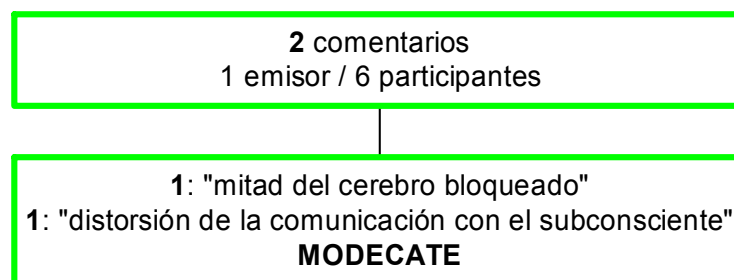 2 comentarios
1 emisor / 6 participantes
1: "mitad del cerebro bloqueado"
1: "distorsión de la comunicación con el subconsciente"
MODECATE